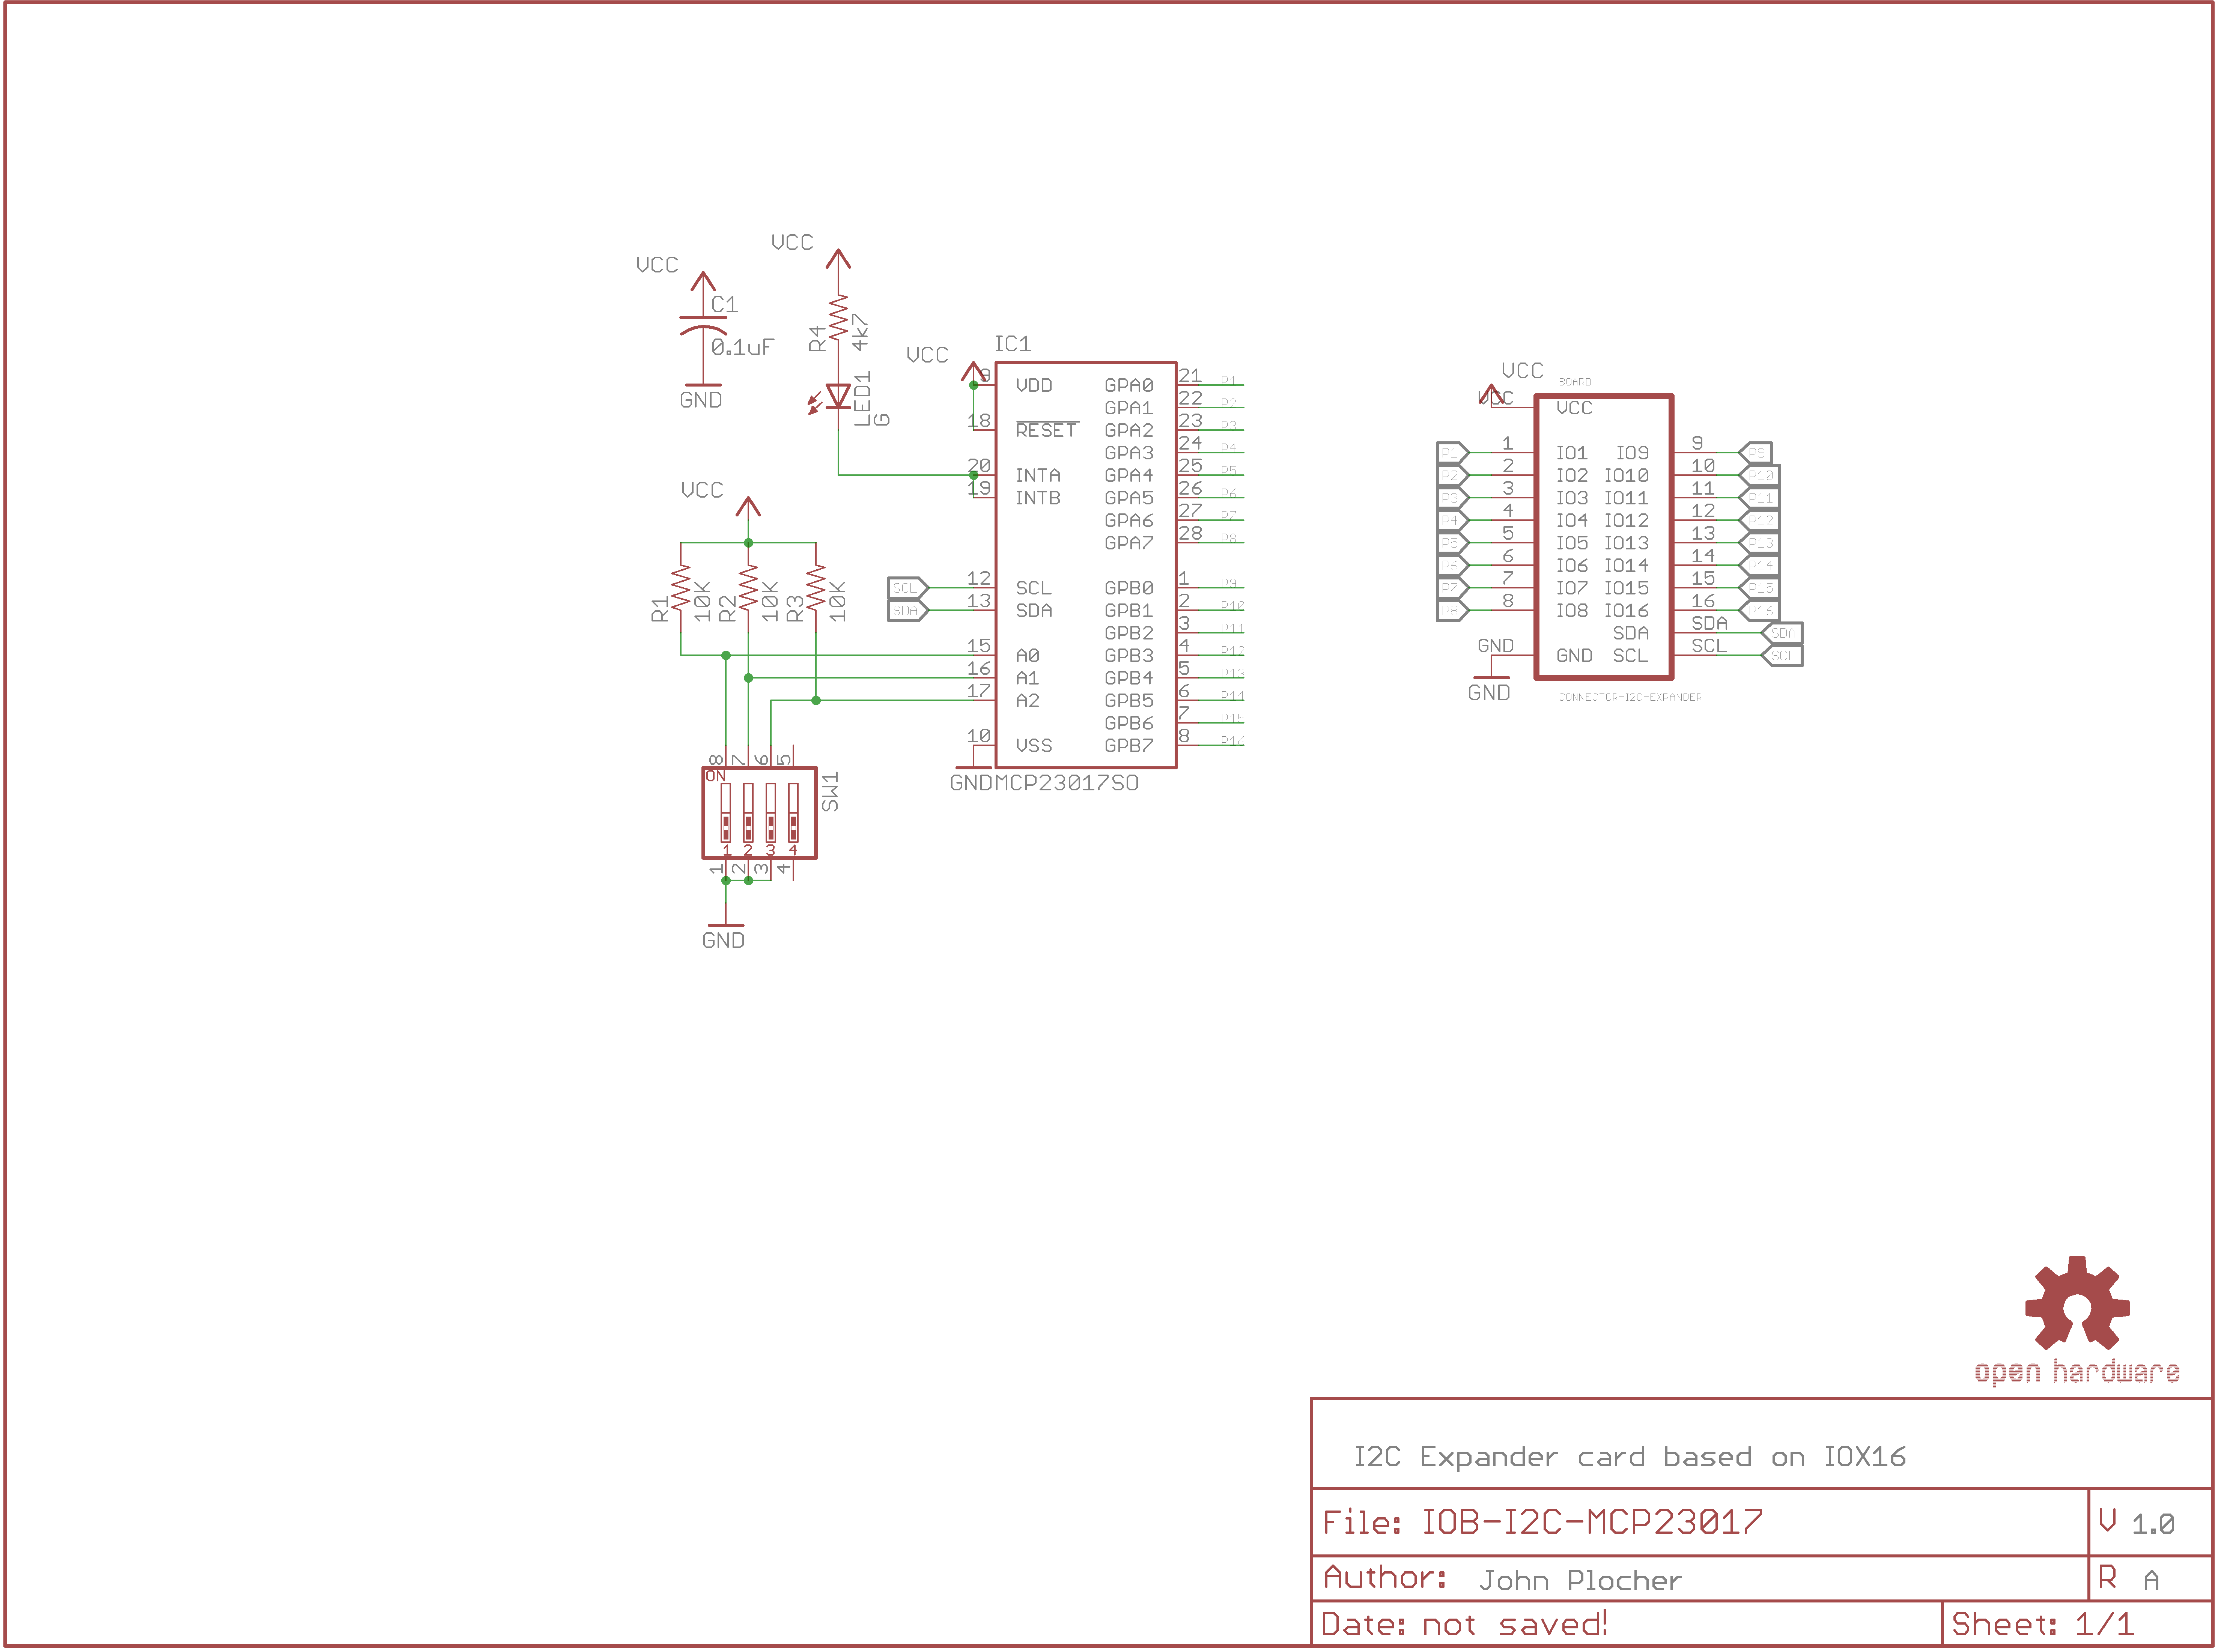 VCC
C1
0.1uF
GND
VCC
R4
4k7
LED1
G
VCC
R1
10K
R2
10K
R3
10K
ON
8
7
6
5
1
2
3
4
1
2
3
4
SW1
GND
VCC
IC1
9 VDD GPA0 21 P1
GPA1 22 P2
18 RESET GPA2 23 P3
GPA3 24 P4
20 INTA GPA4 25 P5
19 INTB GPA5 26 P6
GPA6 27 P7
GPA7 28 P8
SCL 12 SCL GPB0 1 P9
SDA 13 SDA GPB1 2 P10
GPB2 3 P11
15 A0 GPB3 4 P12
16 A1 GPB4 5 P13
17 A2 GPB5 6 P14
GPB6 7 P15
10 VSS GPB7 8 P16
GND MCP23017SO
VCC
BOARD
VCC VCC
P1 1 IO1 IO9 9 P9
P2 2 IO2 IO10 10 P10
P3 3 IO3 IO11 11 P11
P4 4 IO4 IO12 12 P12
P5 5 IO5 IO13 13 P13
P6 6 IO6 IO14 14 P14
P7 7 IO7 IO15 15 P15
P8 8 IO8 IO16 16 P16
SDA SDA SDA
GND GND SCL SCL SCL
GND
CONNECTOR-I2C-EXPANDER
open hardware
I2C Expander card based on IOX16
File: IOB-I2C-MCP23017 V 1.0
Author: John Plocher R A
Date: not saved! Sheet: 1/1